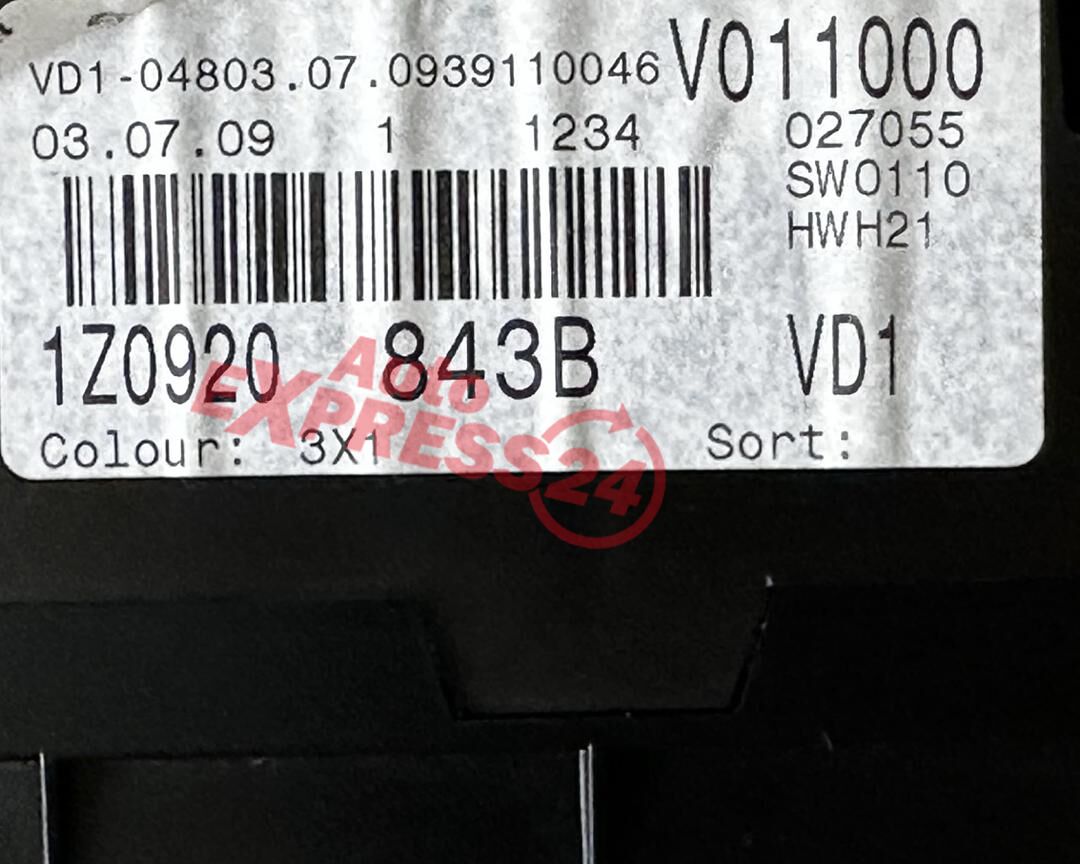 VD1-04803.07.0939110046 V011000
03.07.09 1 1234 027055
SW0110
HWH21
1Z0920 843B VD1
Colour: 3X1 Sort:
Auto
EXPRESS24